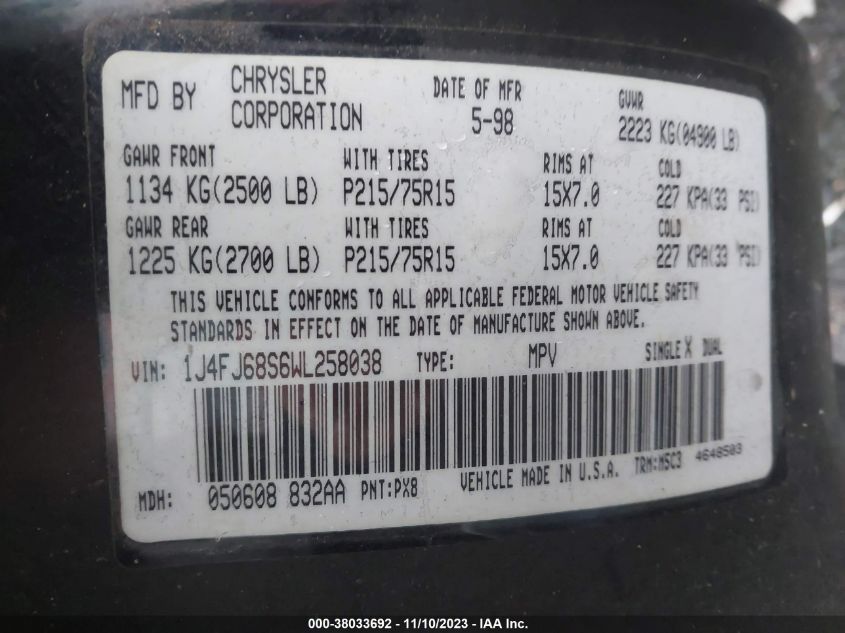 MFD BY CHRYSLER CORPORATION DATE OF MFR 5-98 GVWR 2223 KG(04900 LB)
GAWR FRONT WITH TIRES RIMS AT COLD
1134 KG(2500 LB) P215/75R15 15X7.0 227 KPA(33 PSI)
GAWR REAR WITH TIRES RIMS AT COLD
1225 KG(2700 LB) P215/75R15 15X7.0 227 KPA(33 PSI)
THIS VEHICLE CONFORMS TO ALL APPLICABLE FEDERAL MOTOR VEHICLE SAFETY
STANDARDS IN EFFECT ON THE DATE OF MANUFACTURE SHOWN ABOVE.
VIN: 1J4FJ68S6WL258038 TYPE: MPV SINGLE X DUAL
MDH: 050608 832AA PNT:PX8 VEHICLE MADE IN U.S.A. TRM:M5C3 4648503
000-38033692 - 11/10/2023 - IAA Inc.